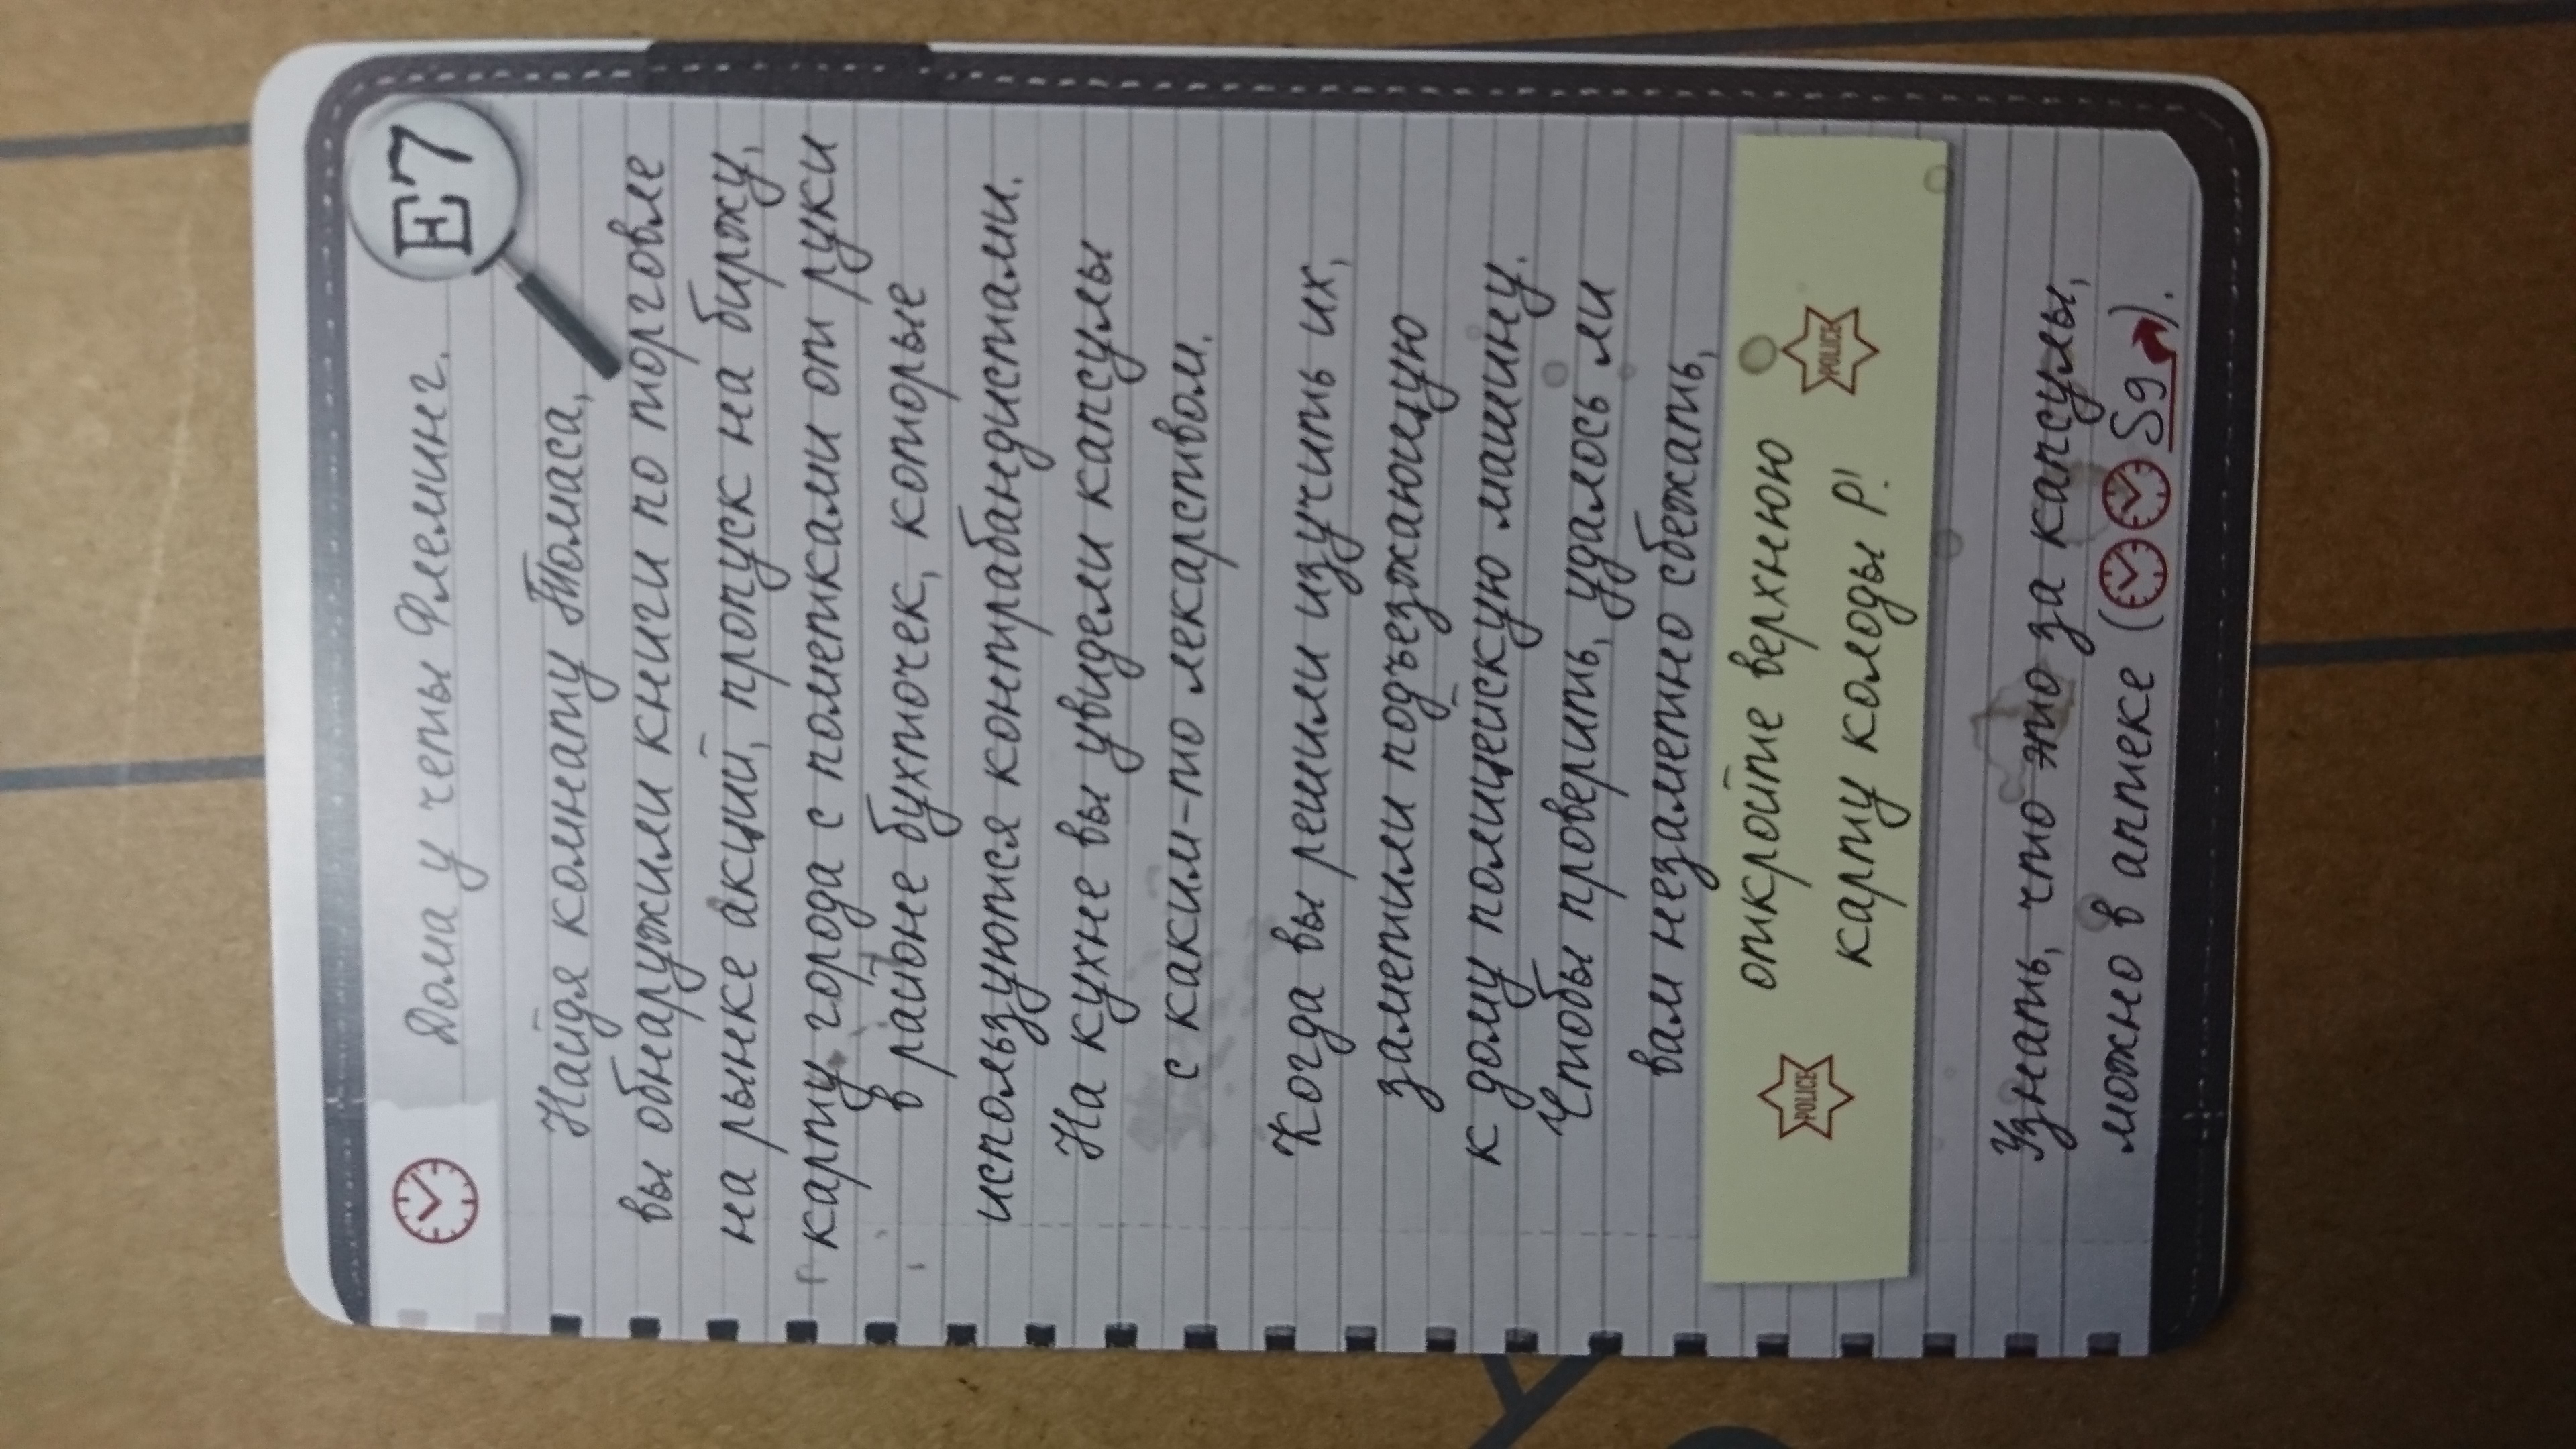 Дома у четы Флеминг.
E7
Найдя комнату Томаса,
вы обнаружили книги по торговле
на рынке акций, пропуск на биржу,
карту города с пометками от руки
в районе бухточек, которые
используются контрабандистами.
На кухне вы увидели капсулы
с каким-то лекарством.
Когда вы решили изучить их,
заметили подъезжающую
к дому полицейскую машину.
Чтобы проверить, удалось ли
вам незаметно сбежать,
откройте верхнюю
POLICE
карту колоды Р!
POLICE
Узнать, что это за капсулы,
можно в аптеке (S9).